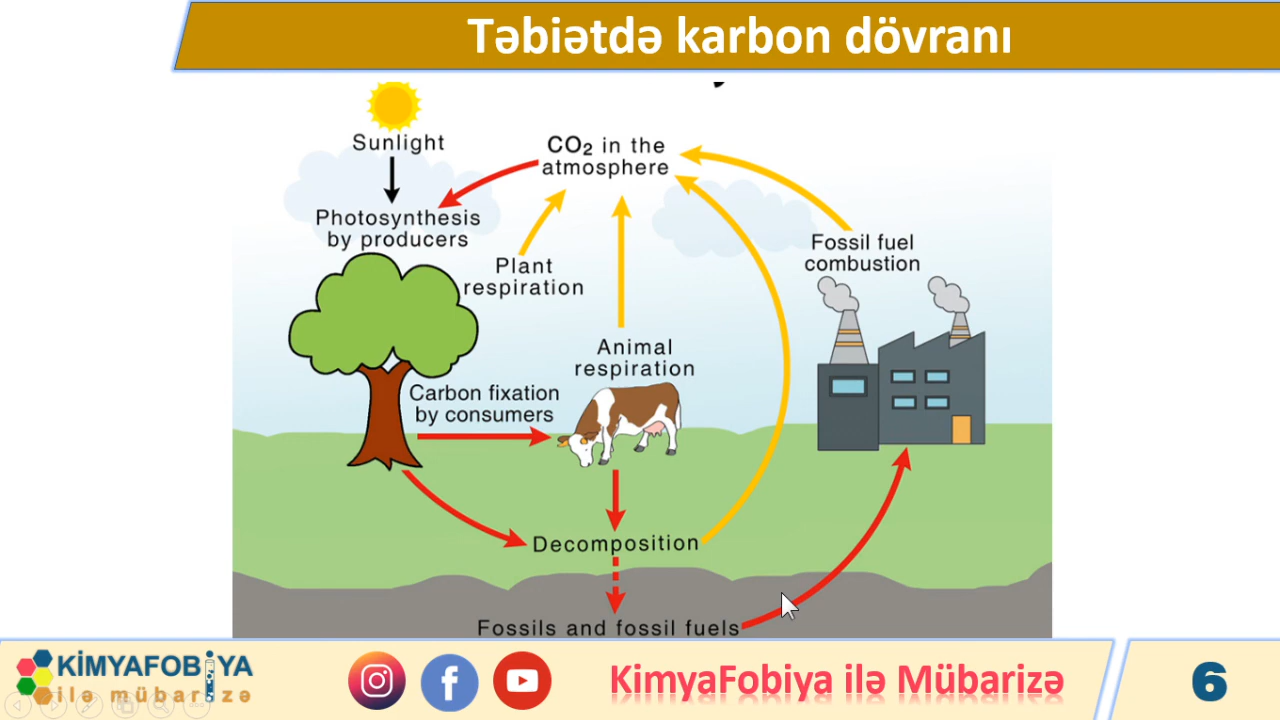 Təbiətdə karbon dövranı
Sunlight
CO₂ in the
atmosphere
Photosynthesis
by producers
Plant
respiration
Fossil fuel
combustion
Animal
respiration
Carbon fixation
by consumers
Decomposition
Fossils and fossil fuels
KİMYAFOBİYA
ilə mübarizə
KimyaFobiya ilə Mübarizə
6